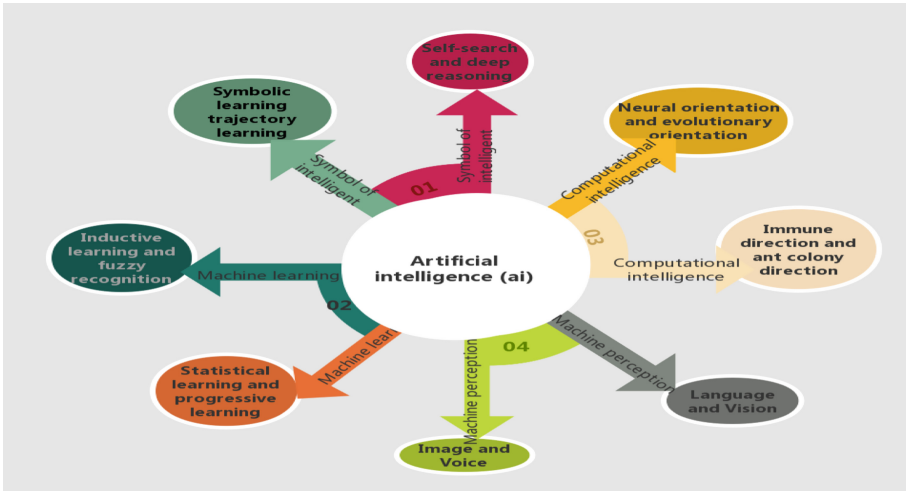 Self-search
and deep
reasoning
Symbol of
intelligent
01
Symbolic
learning
trajectory
learning
Symbol of
intelligent
Neural orientation
and evolutionary
orientation
Computational
intelligence
03
Immune
direction and
ant colony
direction
Computational
intelligence
Artificial
intelligence (ai)
Inductive
learning and
fuzzy
recognition
Machine learning
02
Statistical
learning and
progressive
learning
Machine lear
04
Machine perception
Image and
Voice
Machine perception
Language
and Vision